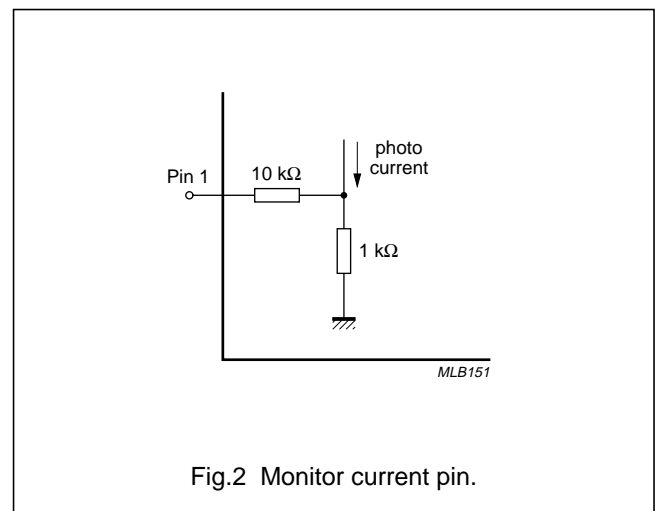 photo
current
Pin 1
10 kΩ
1 kΩ
MLB151
Fig.2 Monitor current pin.